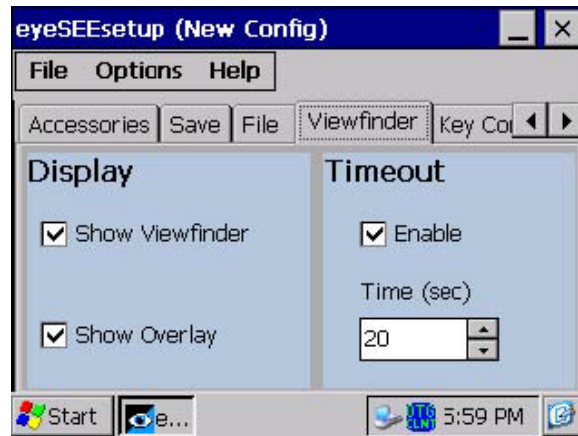 eyeSEEsetup (New Config)
File Options Help
Accessories Save File Viewfinder Key Co
Display
Timeout
Show Viewfinder
Enable
Time (sec)
Show Overlay
20
Start e... 5:59 PM